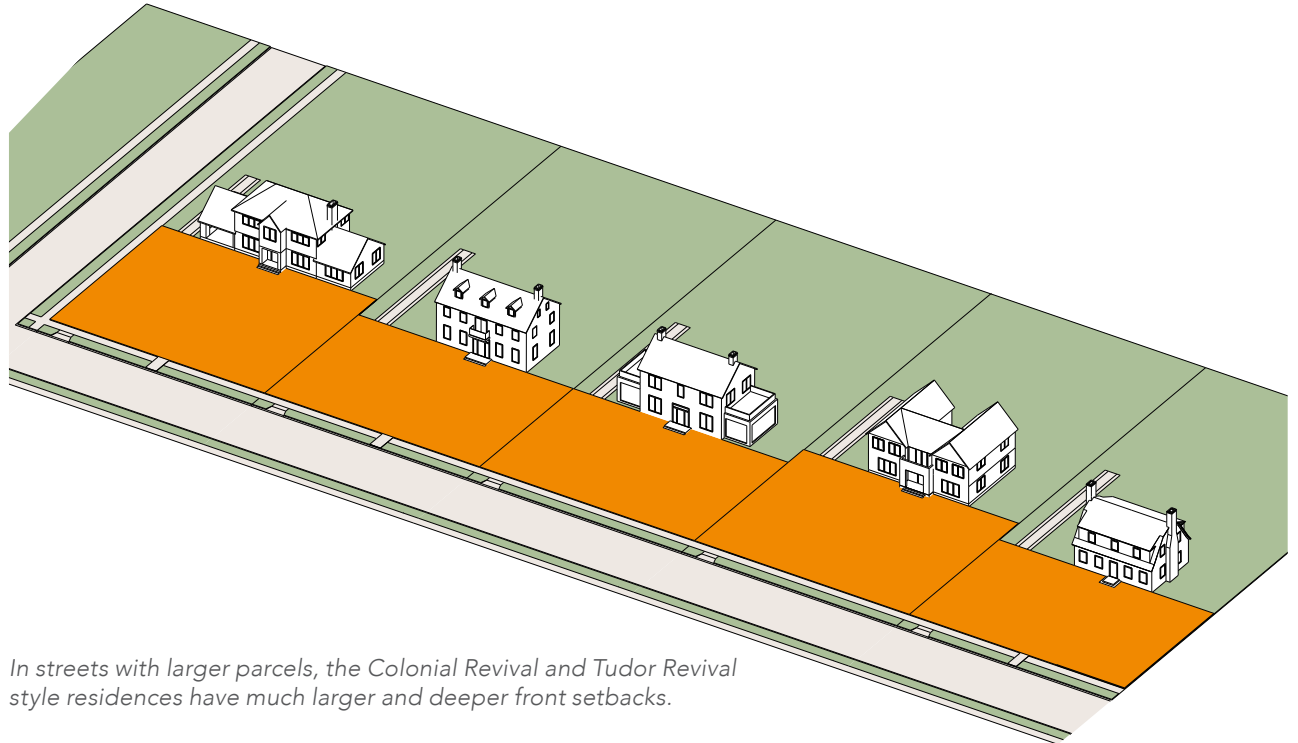 In streets with larger parcels, the Colonial Revival and Tudor Revival
style residences have much larger and deeper front setbacks.